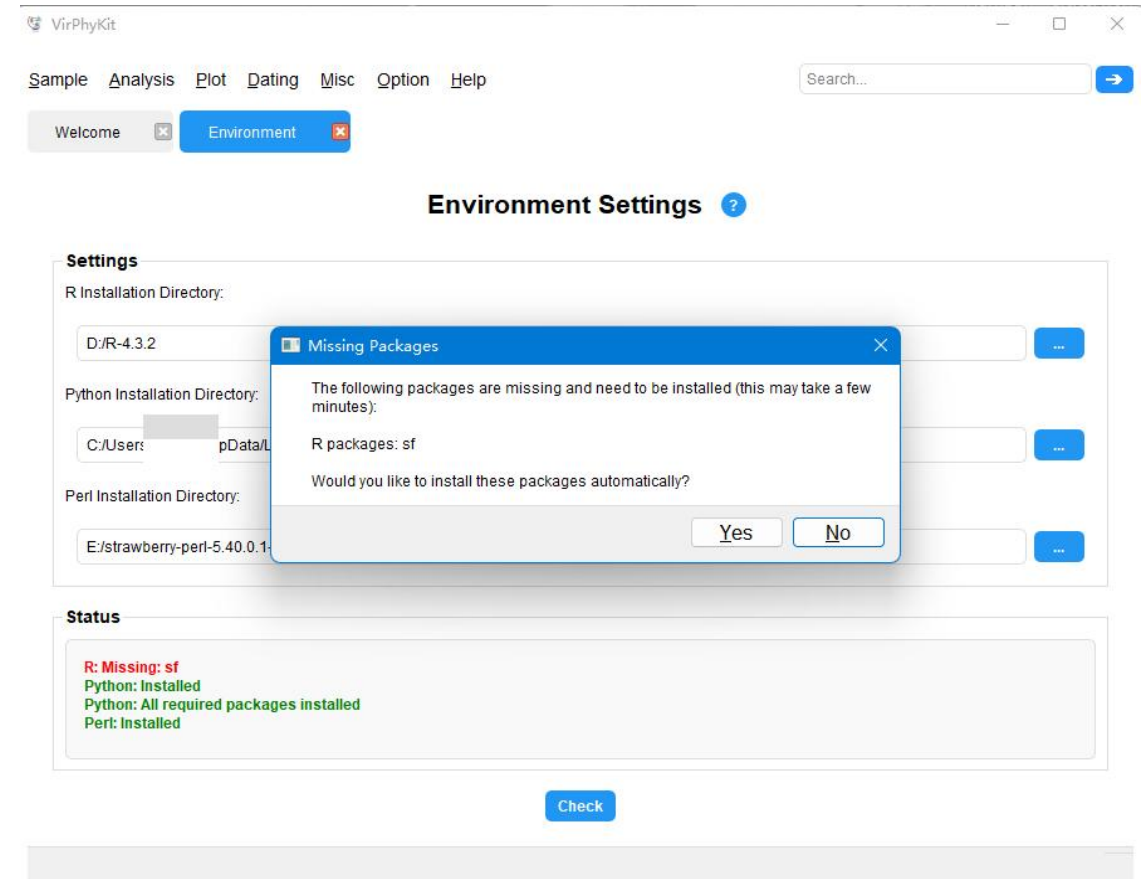 VirPhyKit
Sample Analysis Plot Dating Misc Option Help
Search...
Welcome
Environment
Environment Settings ?
Settings
R Installation Directory:
D:/R-4.3.2
...
Missing Packages
The following packages are missing and need to be installed (this may take a few
minutes):
R packages: sf
Would you like to install these packages automatically?
Yes
No
Python Installation Directory:
C:/Users pData/L
...
Perl Installation Directory:
E:/strawberry-perl-5.40.0.1-
...
Status
R: Missing: sf
Python: Installed
Python: All required packages installed
Perl: Installed
Check